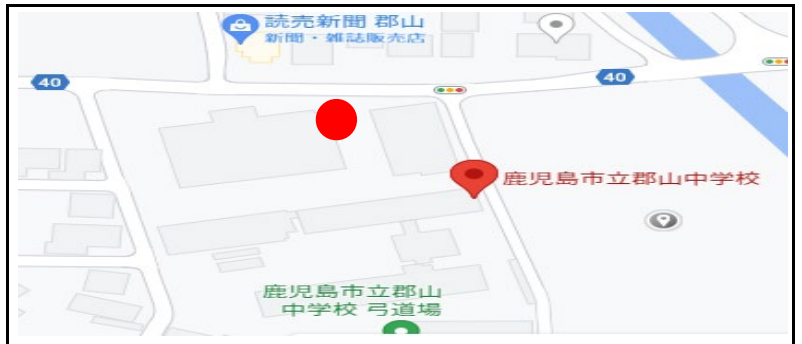 読売新聞 郡山
新聞・雑誌販売店
40
40
鹿児島市立郡山中学校
鹿児島市立郡山
中学校 弓道場